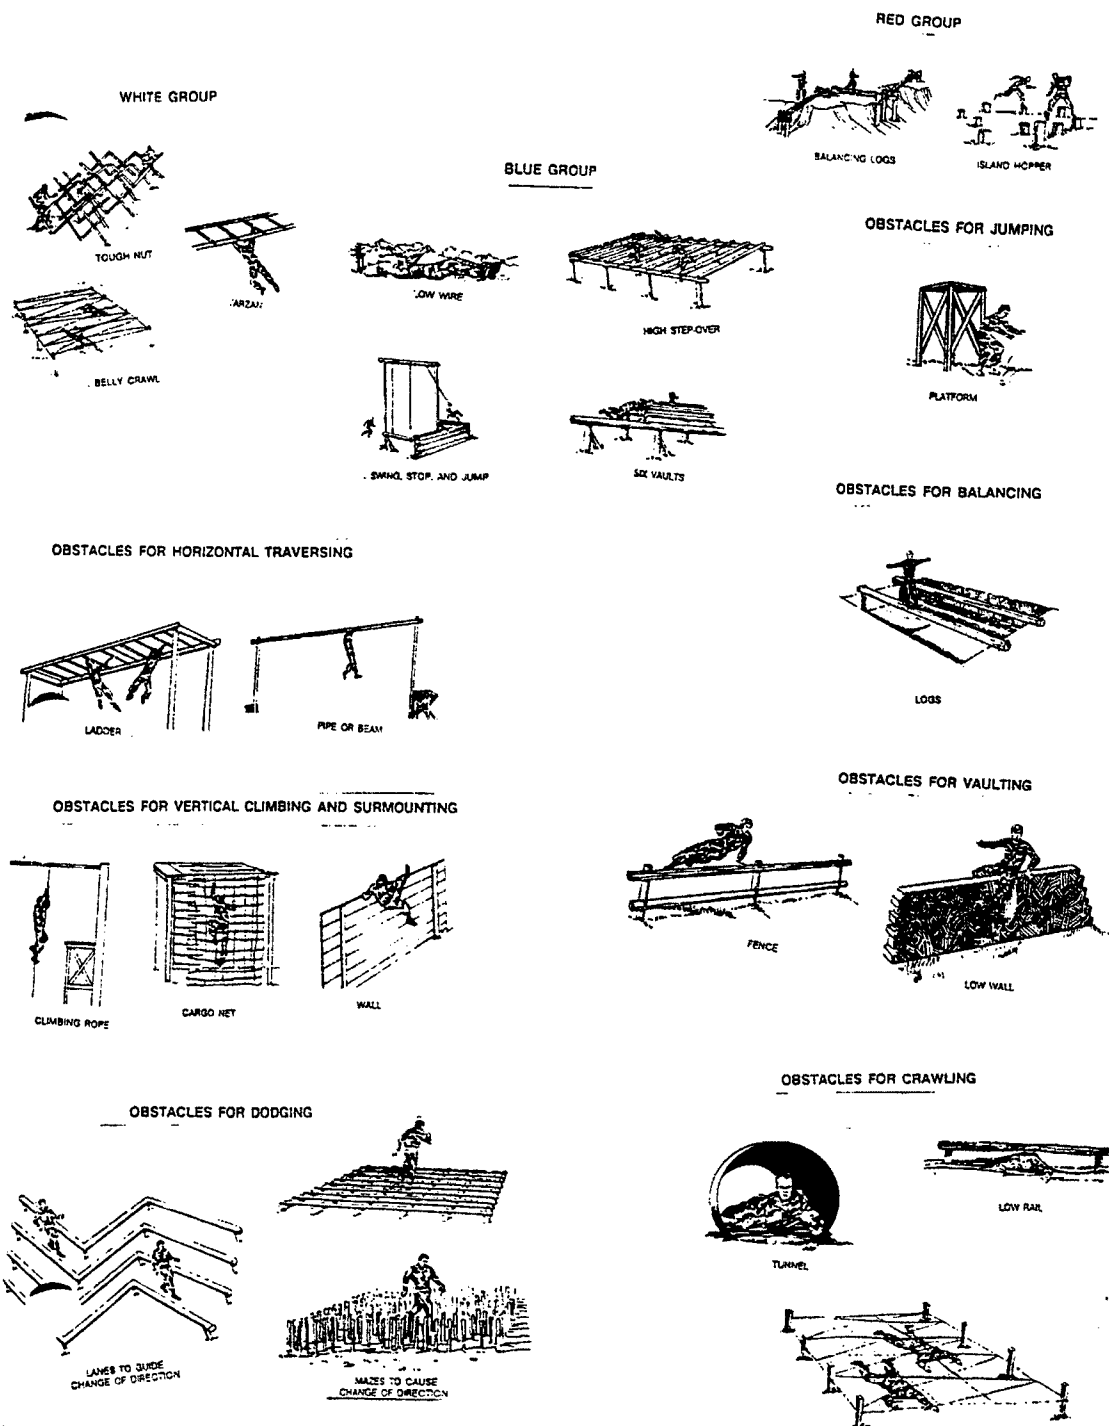 RED GROUP
BALANCING LOGS
ISLAND HOPPER
WHITE GROUP
TOUGH NUT
TARZAN
BELLY CRAWL
BLUE GROUP
LOW WIRE
HIGH STEP-OVER
SWING, STOP, AND JUMP
SIX VAULTS
OBSTACLES FOR JUMPING
PLATFORM
OBSTACLES FOR BALANCING
LOGS
OBSTACLES FOR HORIZONTAL TRAVERSING
LADDER
PIPE OR BEAM
OBSTACLES FOR VERTICAL CLIMBING AND SURMOUNTING
CLIMBING ROPE
CARGO NET
WALL
OBSTACLES FOR VAULTING
FENCE
LOW WALL
OBSTACLES FOR DODGING
LANES TO GUIDE
CHANGE OF DIRECTION
MAZES TO CAUSE
CHANGE OF DIRECTION
OBSTACLES FOR CRAWLING
TUNNEL
LOW RAIL